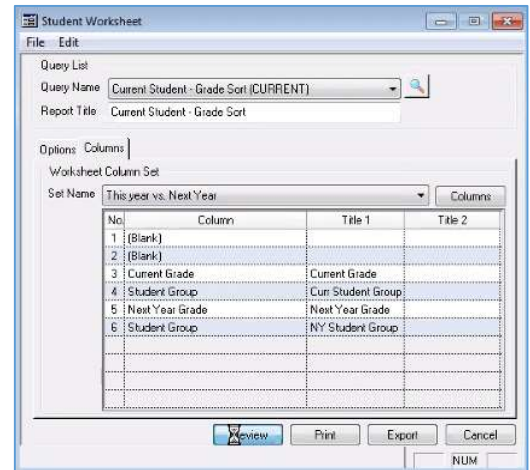 Student Worksheet
File Edit
Query List
Query Name Current Student - Grade Sort (CURRENT)
Report Title Current Student - Grade Sort
Options Columns
Worksheet Column Set
Set Name This year vs. Next Year Columns
No. Column Title 1 Title 2
1 (Blank)
2 (Blank)
3 Current Grade Current Grade
4 Student Group Curr Student Group
5 Next Year Grade Next Year Grade
6 Student Group NY Student Group
Print Export Cancel
NUM